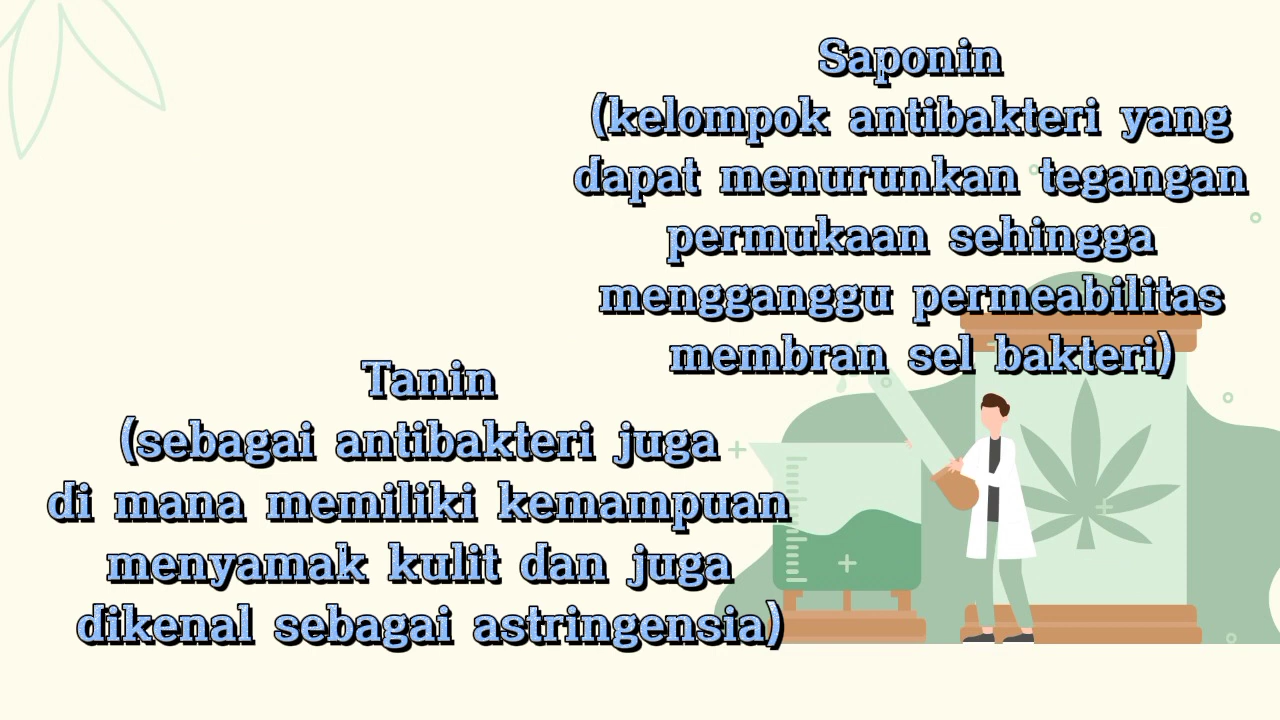 Saponin
(kelompok antibakteri yang
dapat menurunkan tegangan
permukaan sehingga
mengganggu permeabilitas
membran sel bakteri)
Tanin
(sebagai antibakteri juga
di mana memiliki kemampuan
menyamak kulit dan juga
dikenal sebagai astringensia)